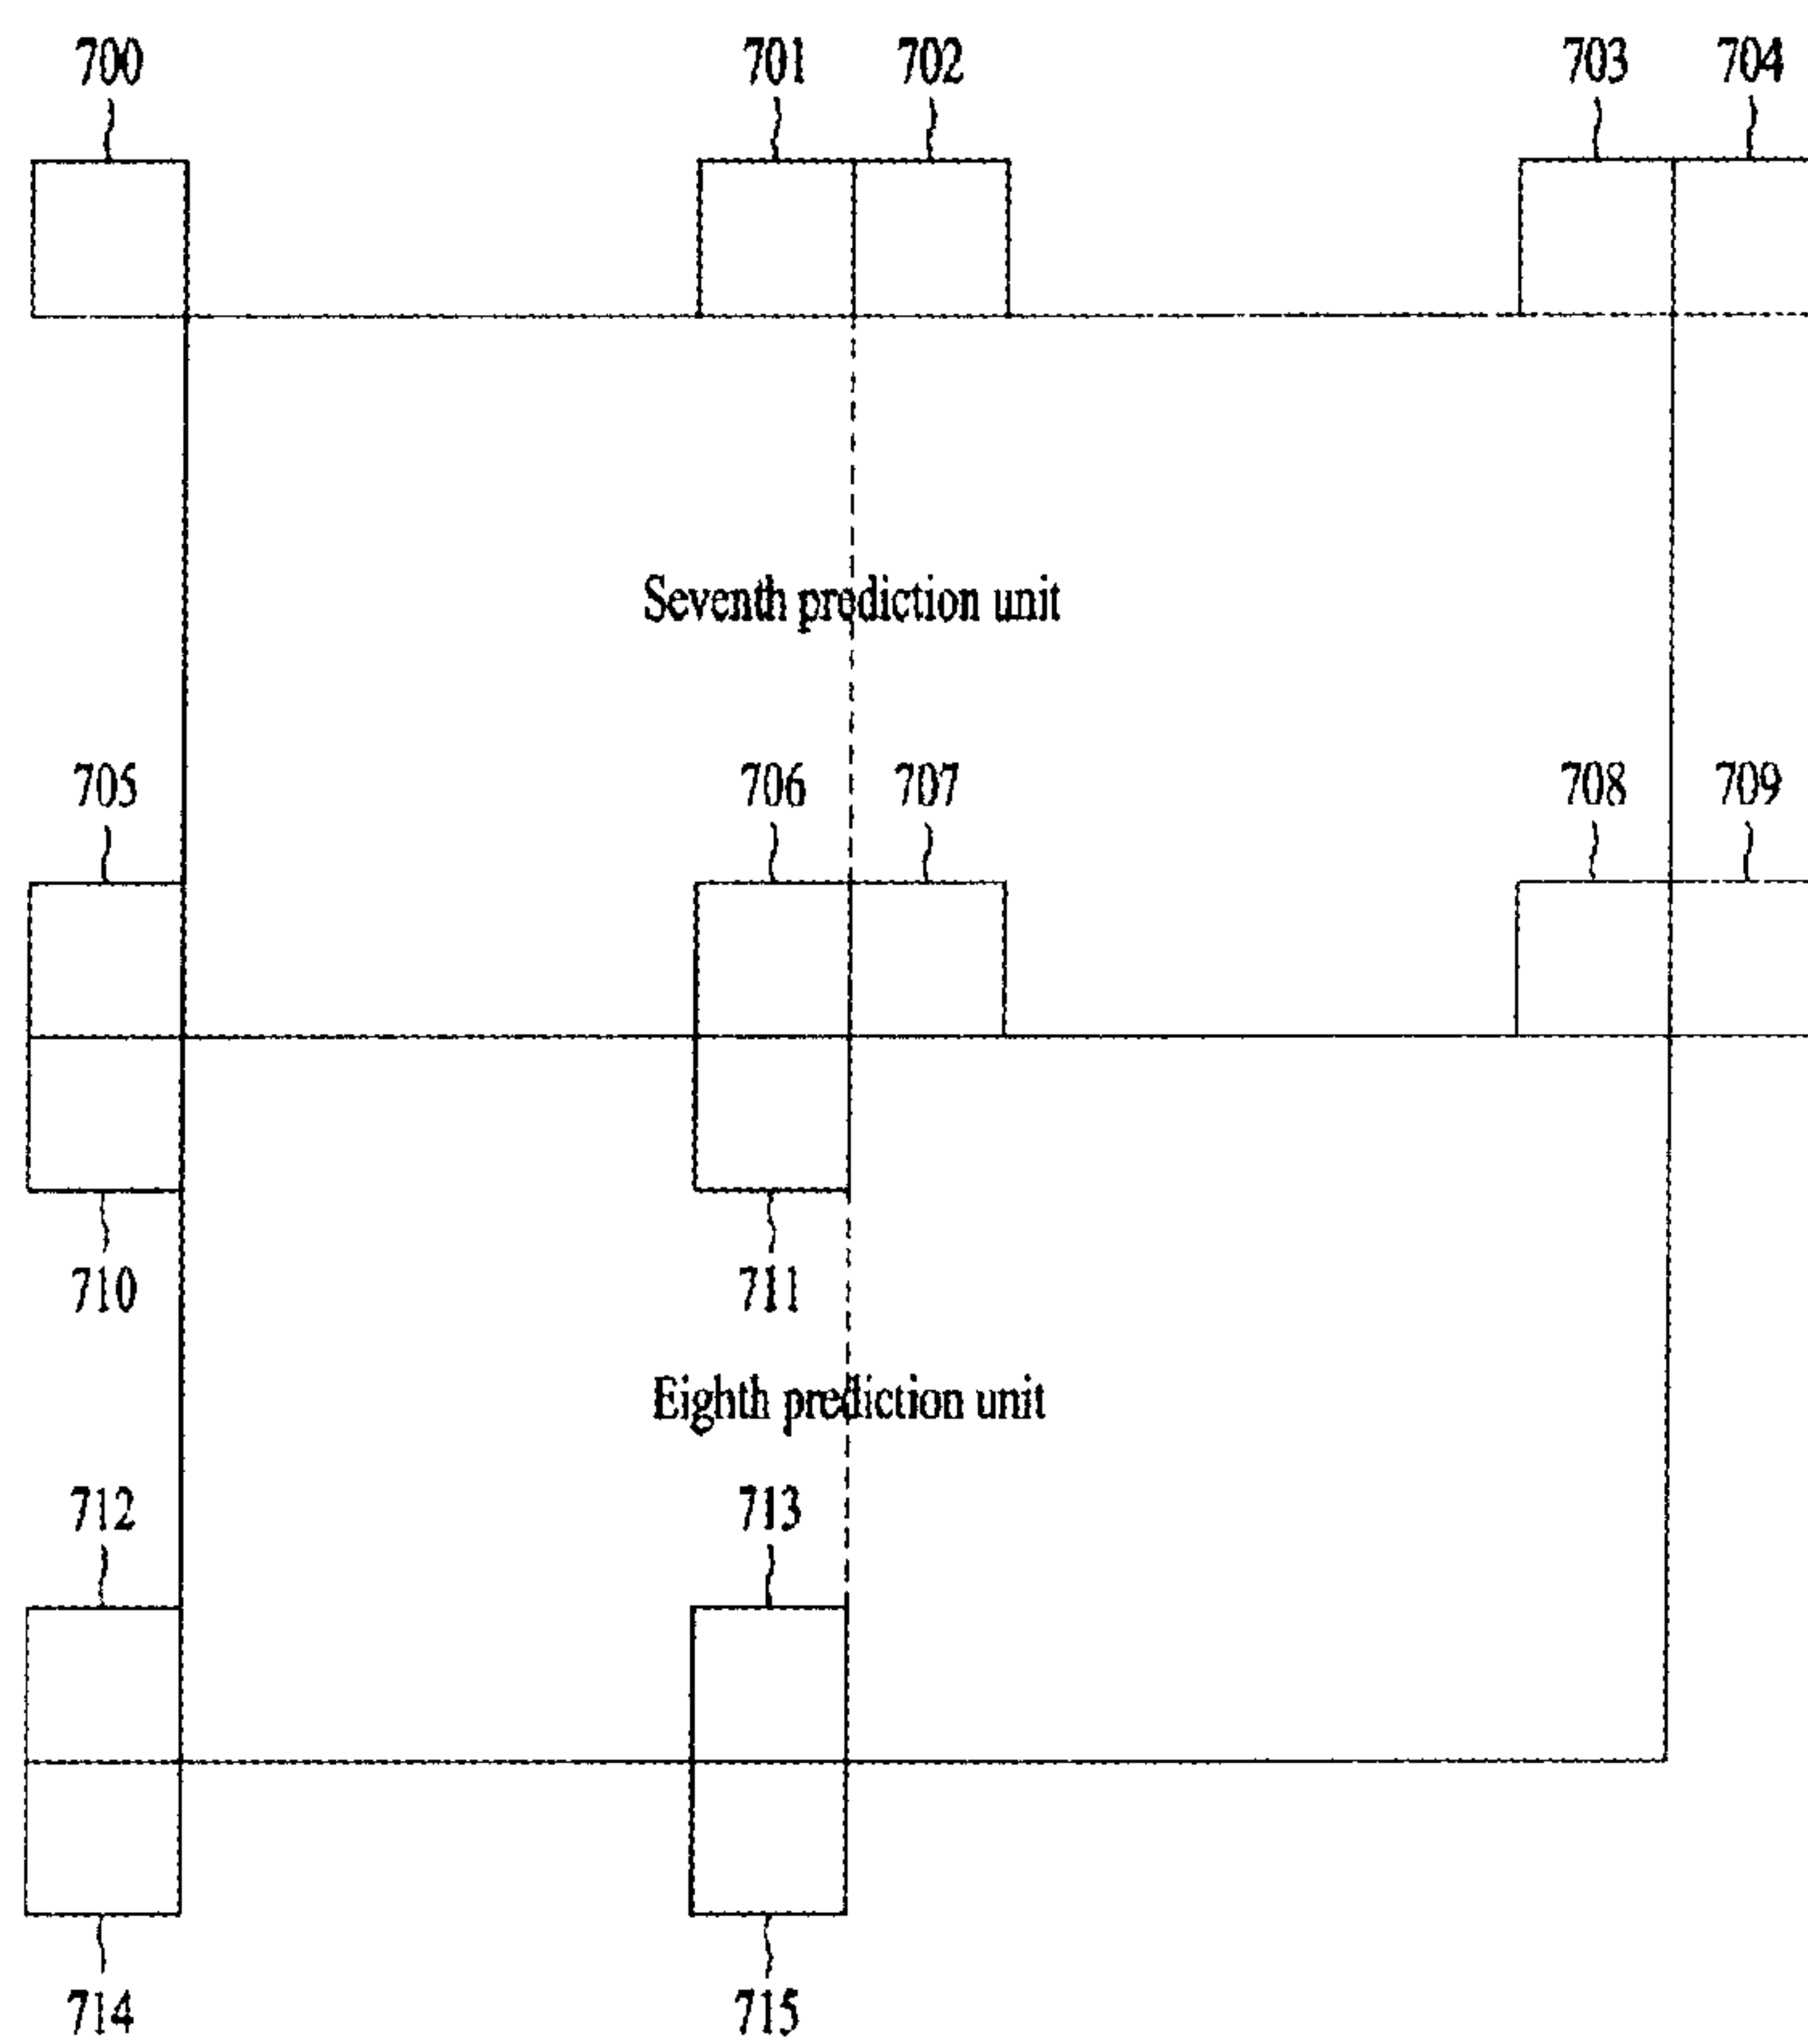 700 701 702 703 704
Seventh prediction unit
705 706 707 708 709
710 711
Eighth prediction unit
712 713
714 715